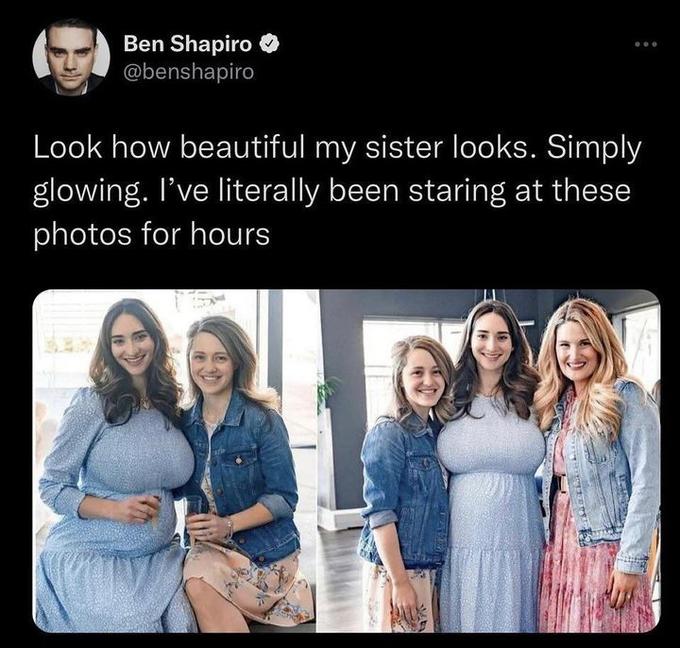 Ben Shapiro
@benshapiro
Look how beautiful my sister looks. Simply
glowing. I've literally been staring at these
photos for hours